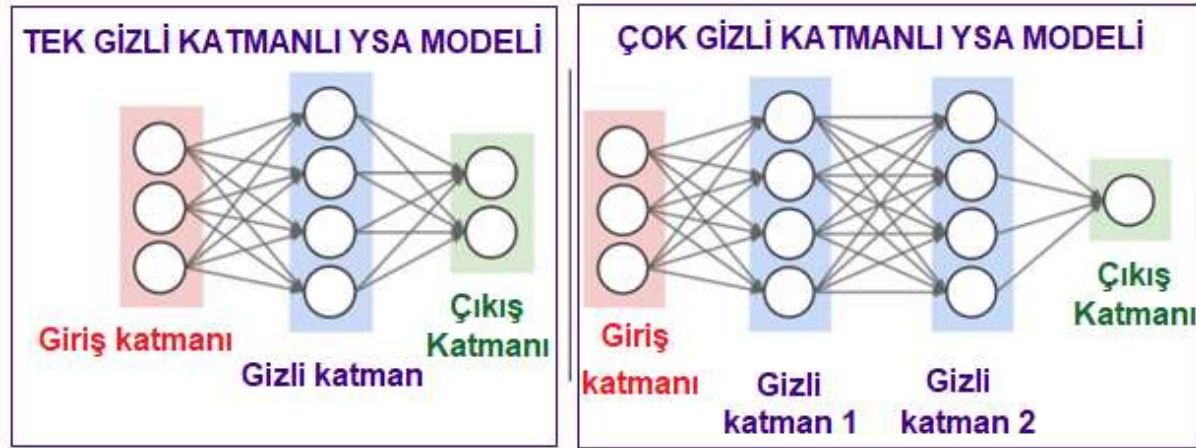 TEK GİZLİ KATMANLI YSA MODELİ
Giriş katmanı
Gizli katman
Çıkış
Katmanı
ÇOK GİZLİ KATMANLI YSA MODELİ
Giriş
katmanı
Gizli
katman 1
Gizli
katman 2
Çıkış
Katmanı